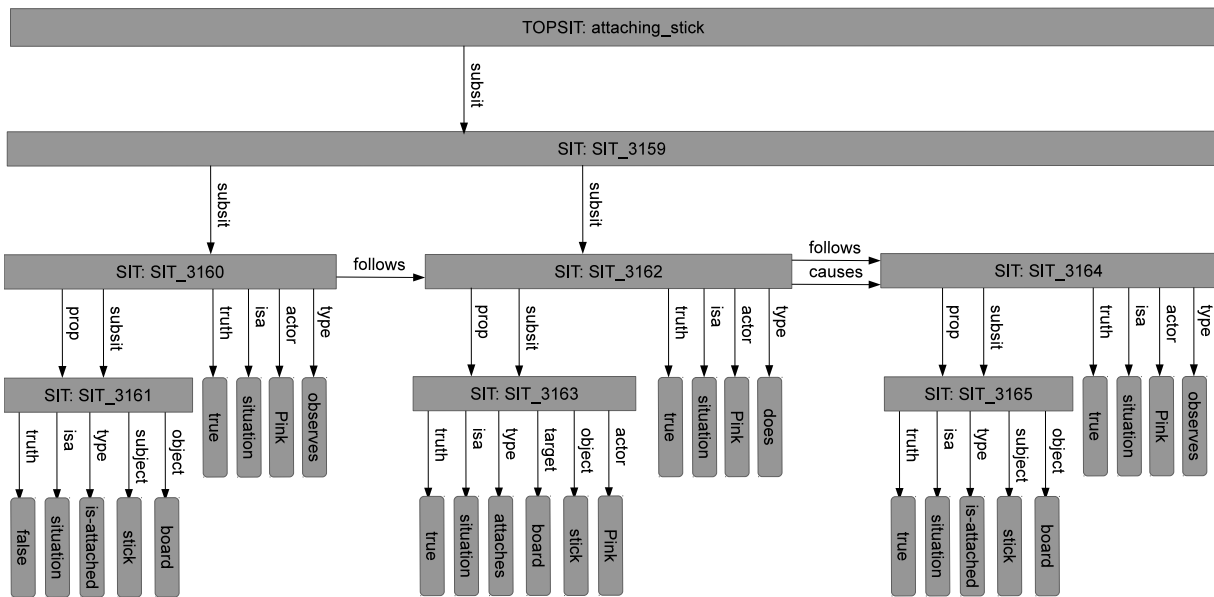 TOPSIT: attaching_stick
subsit
SIT: SIT_3159
subsit
subsit
SIT: SIT_3160
follows
SIT: SIT_3162
follows
causes
SIT: SIT_3164
prop
subsit
truth
isa
actor
type
prop
subsit
truth
isa
actor
type
prop
subsit
truth
isa
actor
type
SIT: SIT_3161
true
situation
Pink
observes
SIT: SIT_3163
true
situation
Pink
does
SIT: SIT_3165
true
situation
Pink
observes
truth
isa
type
subject
object
truth
isa
type
target
object
actor
truth
isa
type
subject
object
false
situation
is-attached
stick
board
true
situation
attaches
board
stick
Pink
true
situation
is-attached
stick
board